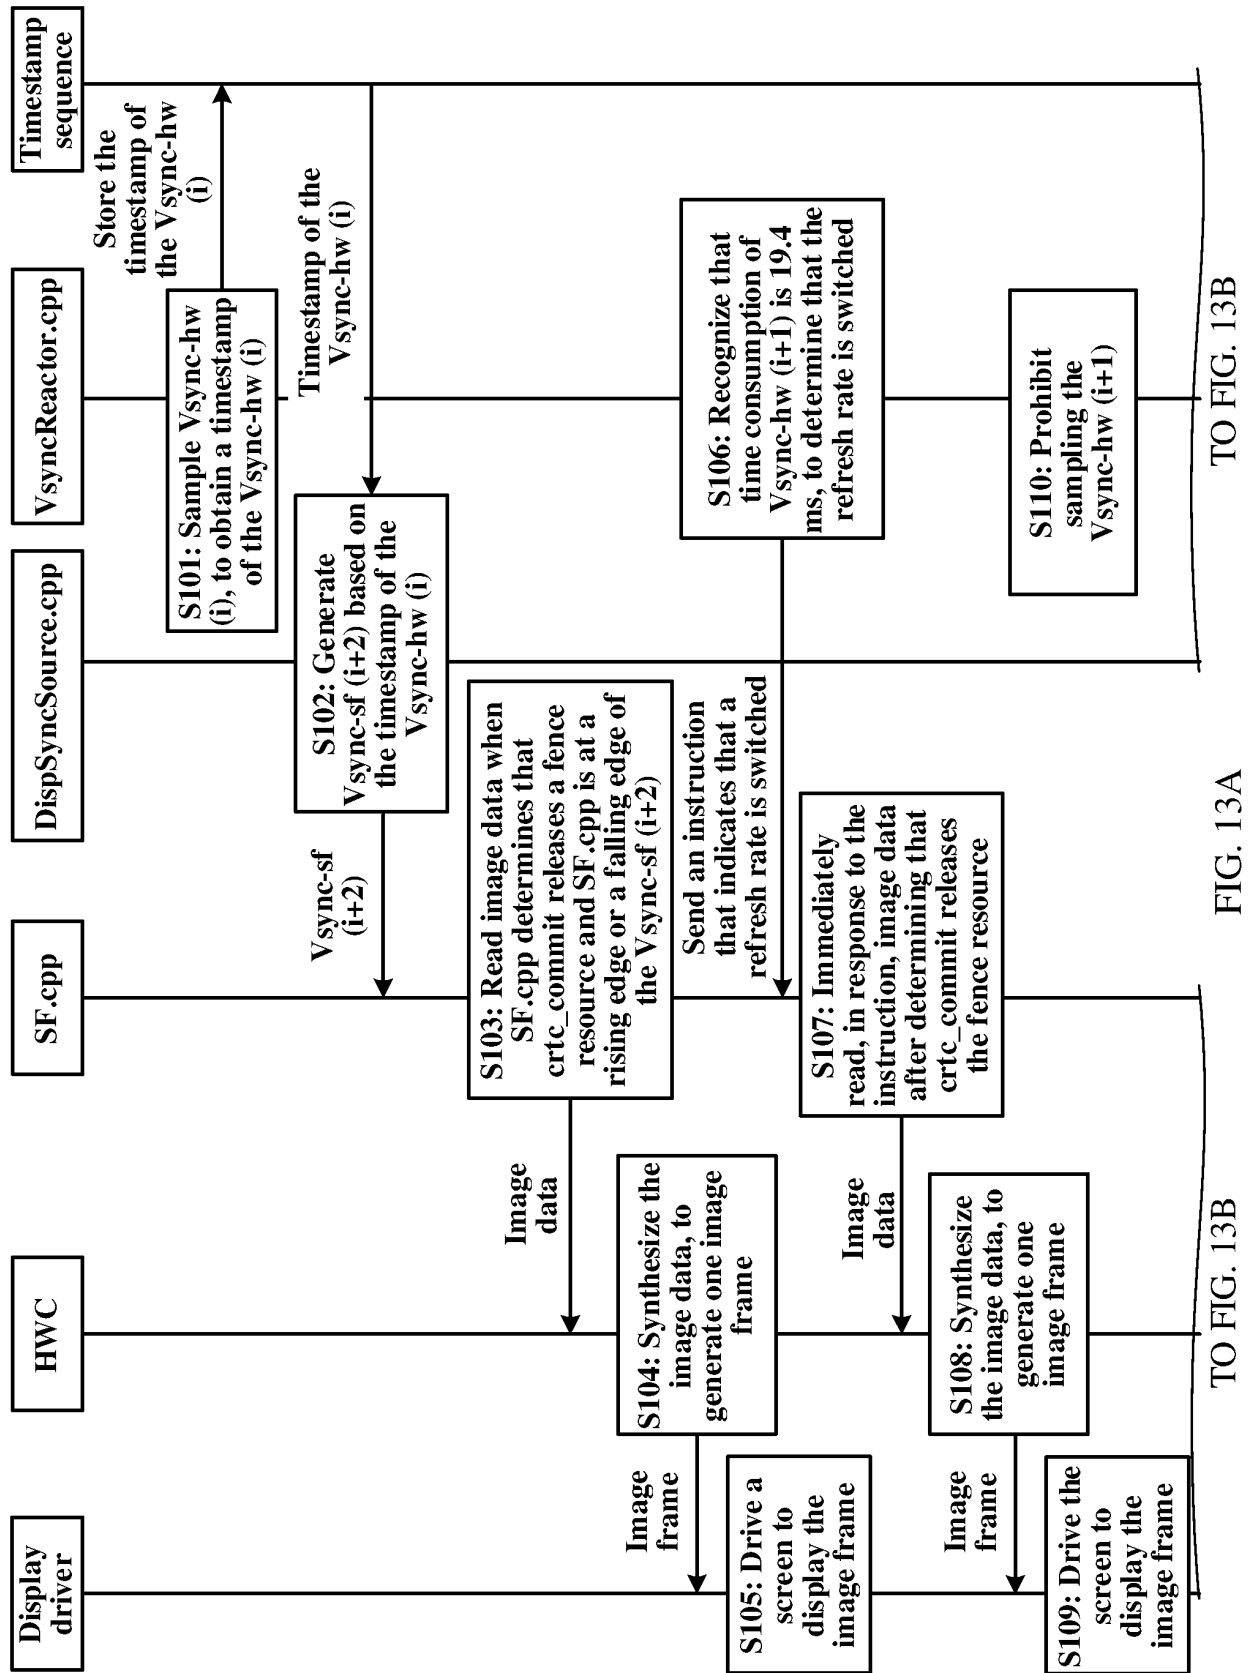 Display
driver
HWC
SF.cpp
DispSyncSource.cpp
VsyncReactor.cpp
Timestamp
sequence
S101: Sample Vsync-hw
(i), to obtain a timestamp
of the Vsync-hw (i)
Store the
timestamp of
the Vsync-hw
(i)
Timestamp of the
Vsync-hw (i)
S102: Generate
Vsync-sf (i+2) based on
the timestamp of the
Vsync-hw (i)
Vsync-sf
(i+2)
S103: Read image data when
SF.cpp determines that
crtc_commit releases a fence
resource and SF.cpp is at a
rising edge or a falling edge of
the Vsync-sf (i+2)
Image
data
S104: Synthesize the
image data, to
generate one image
frame
Image
frame
S105: Drive a
screen to
display the
image frame
S106: Recognize that
time consumption of
Vsync-hw (i+1) is 19.4
ms, to determine that the
refresh rate is switched
Send an instruction
that indicates that a
refresh rate is switched
S107: Immediately
read, in response to the
instruction, image data
after determining that
crtc_commit releases
the fence resource
Image
data
S108: Synthesize
the image data, to
generate one
image frame
Image
frame
S109: Drive the
screen to
display the
image frame
S110: Prohibit
sampling the
Vsync-hw (i+1)
TO FIG. 13B
TO FIG. 13B
FIG. 13A